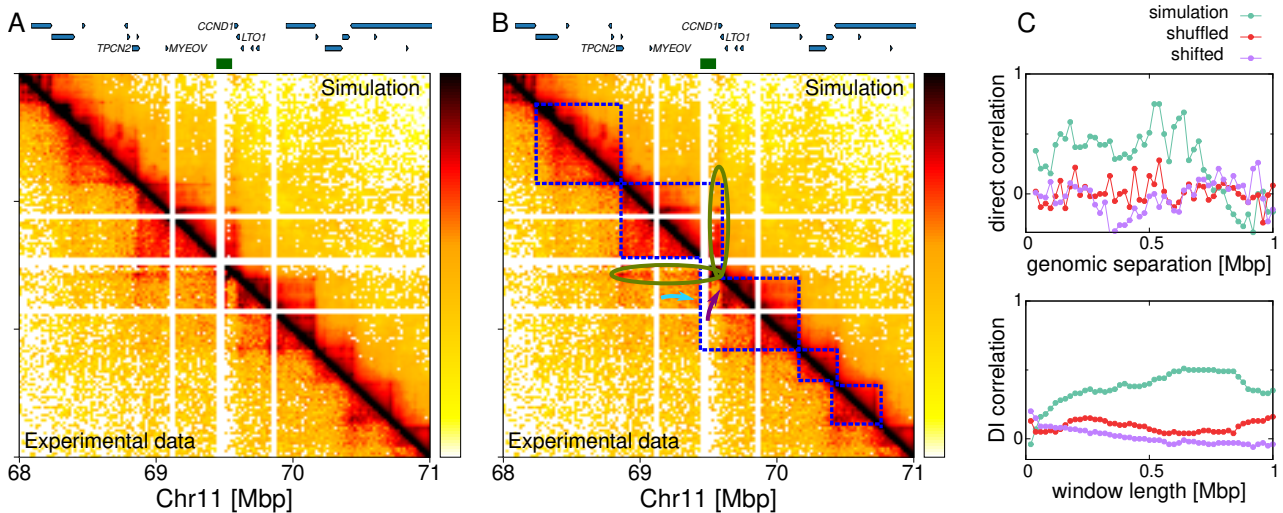 A
CCND1
LTO1
TPCN2
MYEOV
Simulation
Experimental data
68
69
70
71
Chr11 [Mbp]
B
CCND1
LTO1
TPCN2
MYEOV
Simulation
Experimental data
68
69
70
71
Chr11 [Mbp]
C
simulation
shuffled
shifted
1
direct correlation
0
0
0.5
1
genomic separation [Mbp]
1
DI correlation
0
0
0.5
1
window length [Mbp]